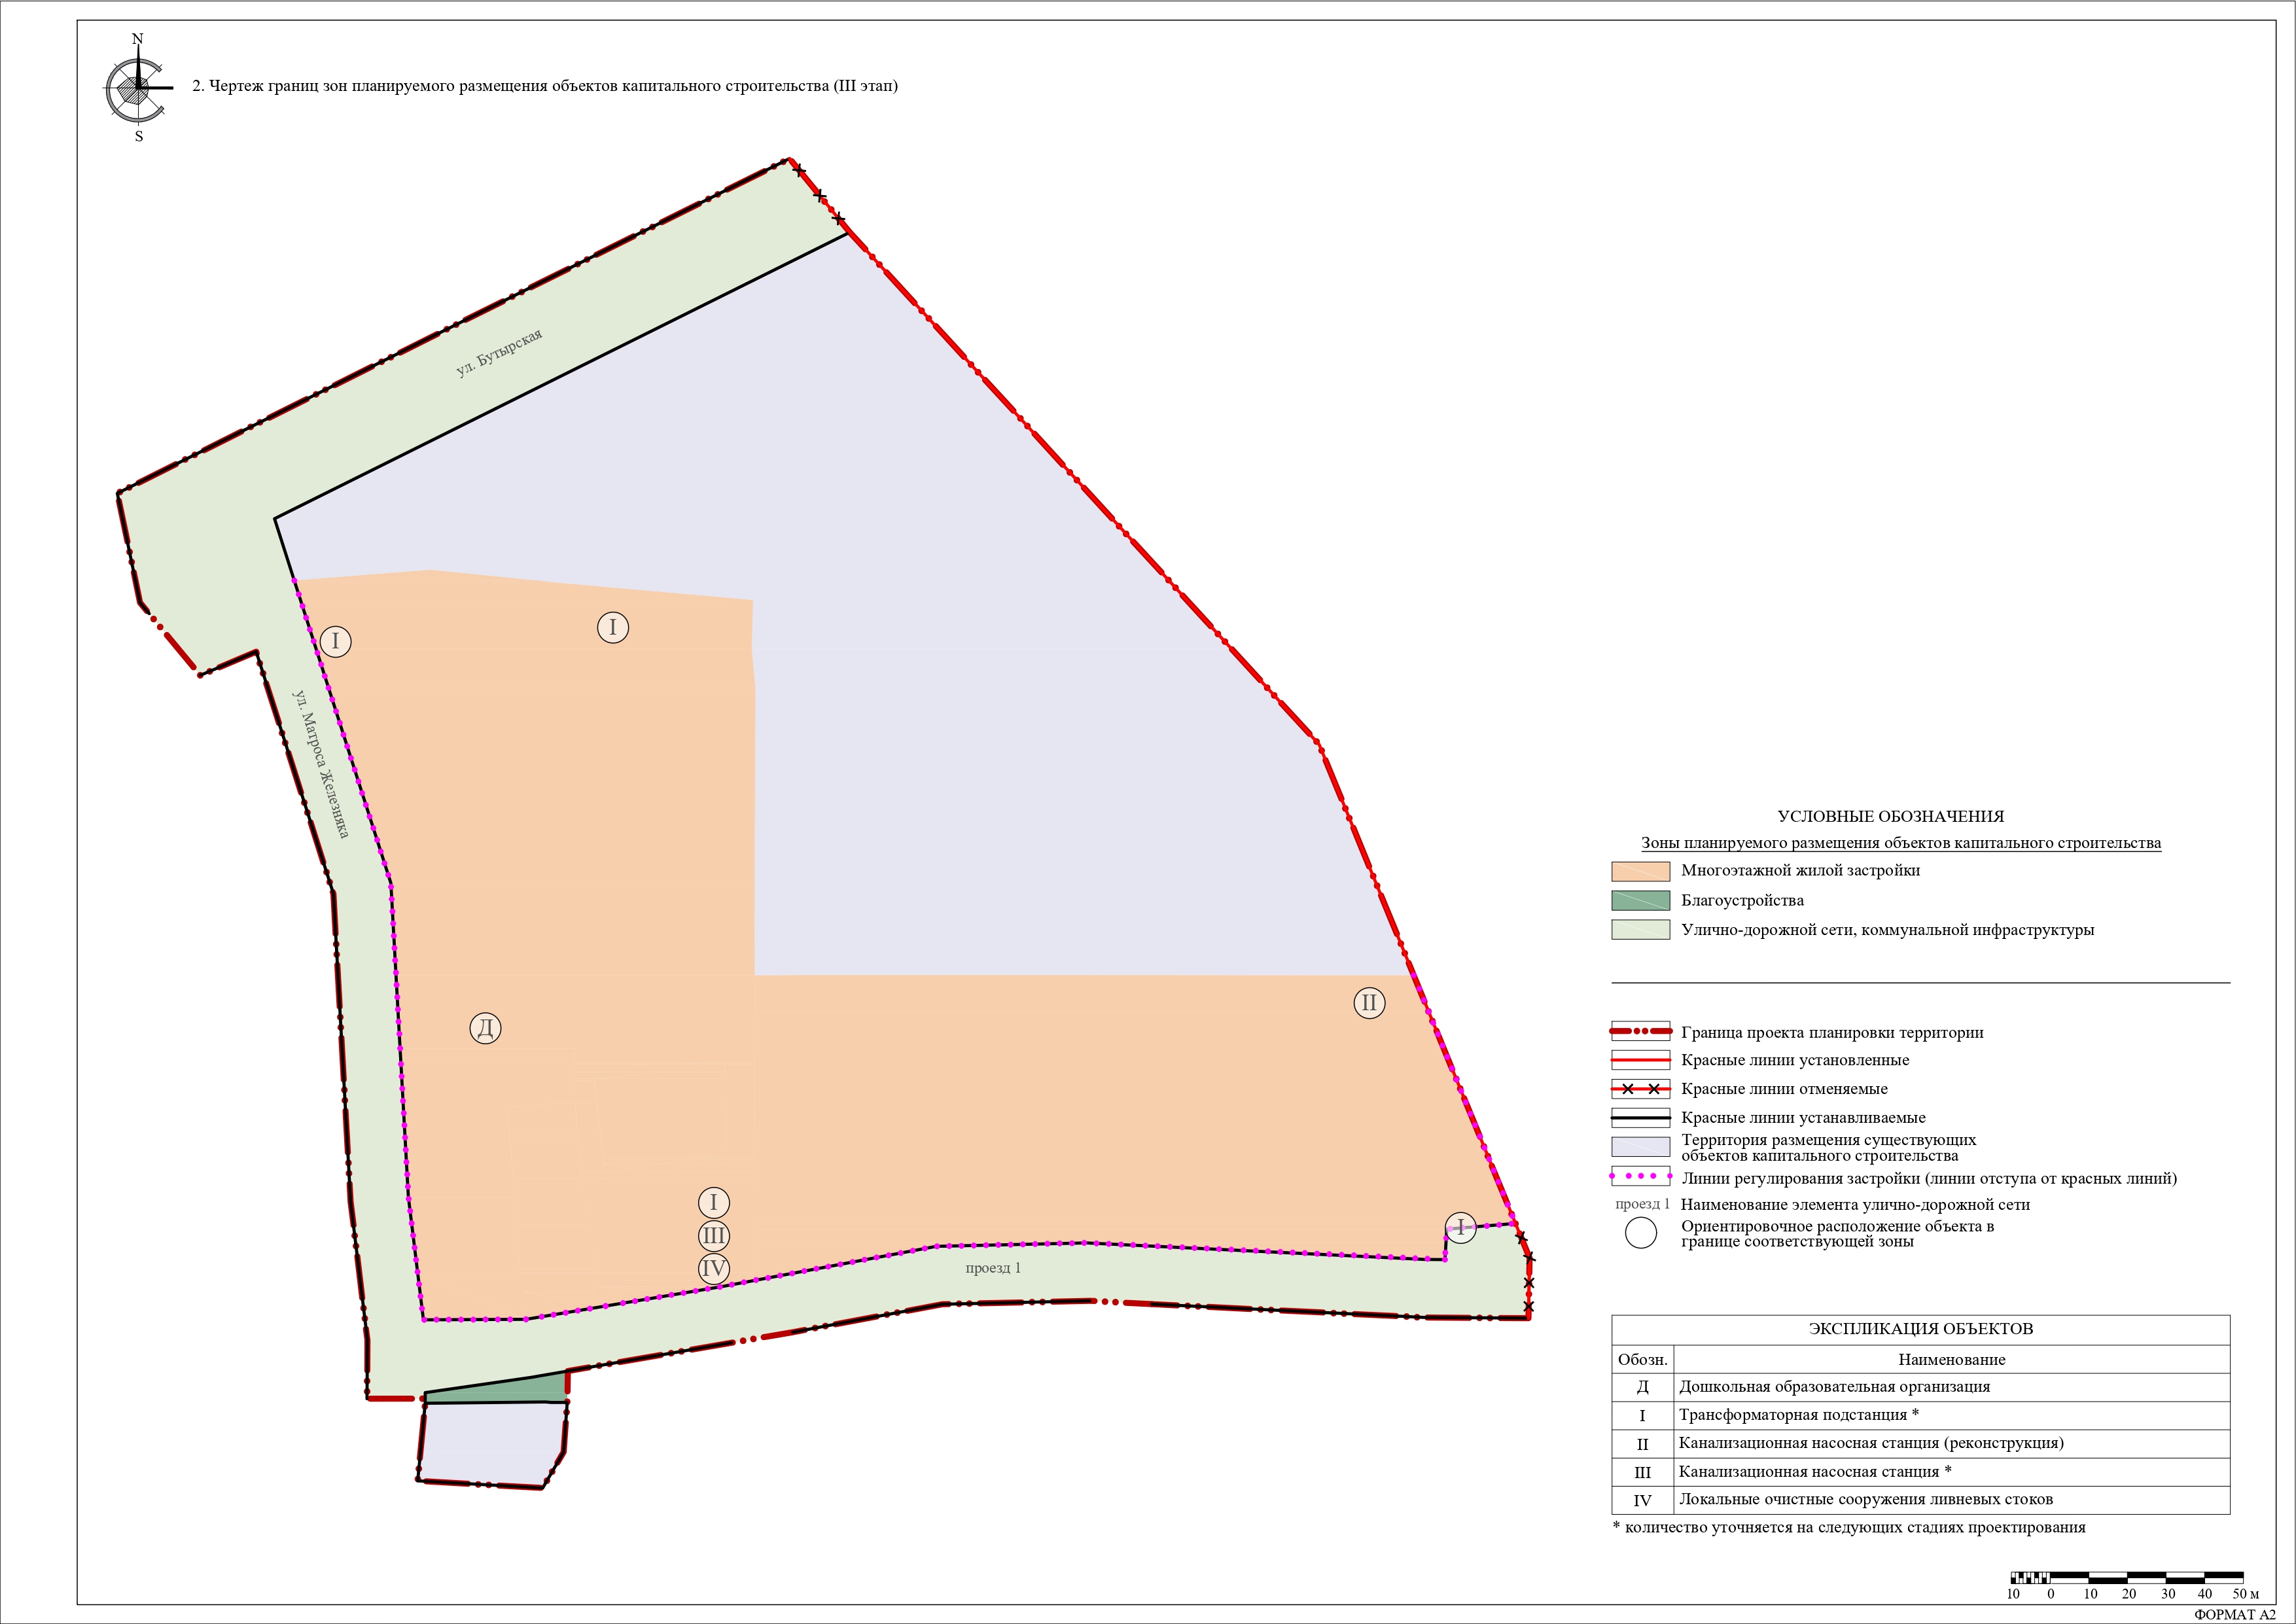 N
S
2. Чертеж границ зон планируемого размещения объектов капитального строительства (III этап)
ул. Бутырская
I
I
ул. Матроса Железняка
II
Д
I
III
IV
I
проезд 1
УСЛОВНЫЕ ОБОЗНАЧЕНИЯ
Зоны планируемого размещения объектов капитального строительства
Многоэтажной жилой застройки
Благоустройства
Улично-дорожной сети, коммунальной инфраструктуры
Граница проекта планировки территории
Красные линии установленные
Красные линии отменяемые
Красные линии устанавливаемые
Территория размещения существующих
объектов капитального строительства
Линии регулирования застройки (линии отступа от красных линий)
проезд 1 Наименование элемента улично-дорожной сети
Ориентировочное расположение объекта в
границе соответствующей зоны
ЭКСПЛИКАЦИЯ ОБЪЕКТОВ
Обозн. Наименование
Д Дошкольная образовательная организация
I Трансформаторная подстанция *
II Канализационная насосная станция (реконструкция)
III Канализационная насосная станция *
IV Локальные очистные сооружения ливневых стоков
* количество уточняется на следующих стадиях проектирования
10 0 10 20 30 40 50 м
ФОРМАТ А2